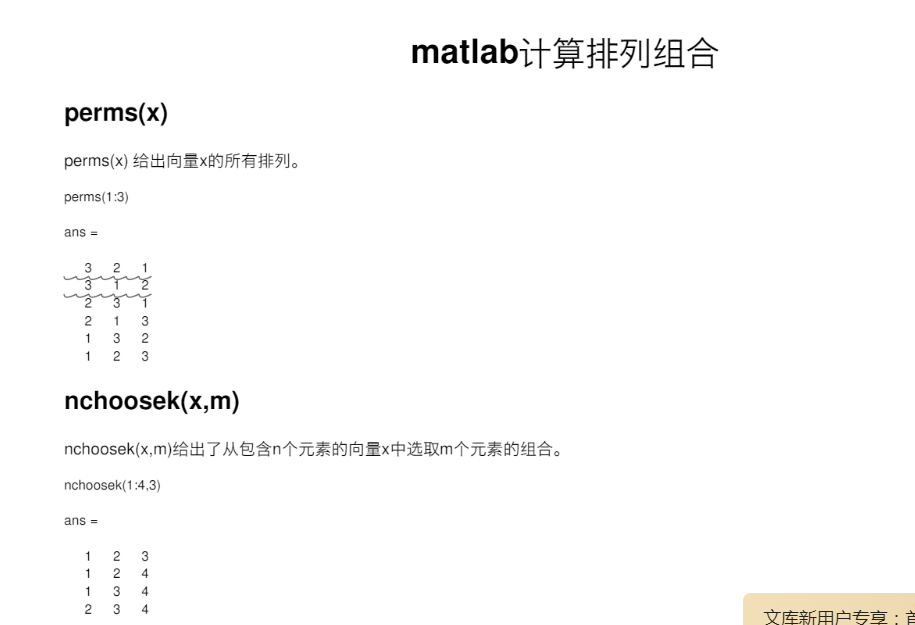 matlab计算排列组合
perms(x)
perms(x) 给出向量x的所有排列。
perms(1:3)
ans =
3 2 1
3 1 2
2 3 1
2 1 3
1 3 2
1 2 3
nchoosek(x,m)
nchoosek(x,m)给出了从包含n个元素的向量x中选取m个元素的组合。
nchoosek(1:4,3)
ans =
1 2 3
1 2 4
1 3 4
2 3 4
文库新用户专享：首